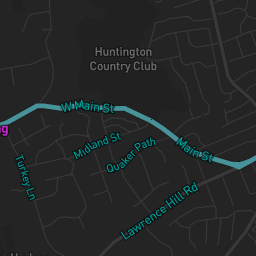 Huntington
Country Club
W Main St
Midland St
Quaker Path
Main St
Turkey Ln
Lawrence Hill Rd